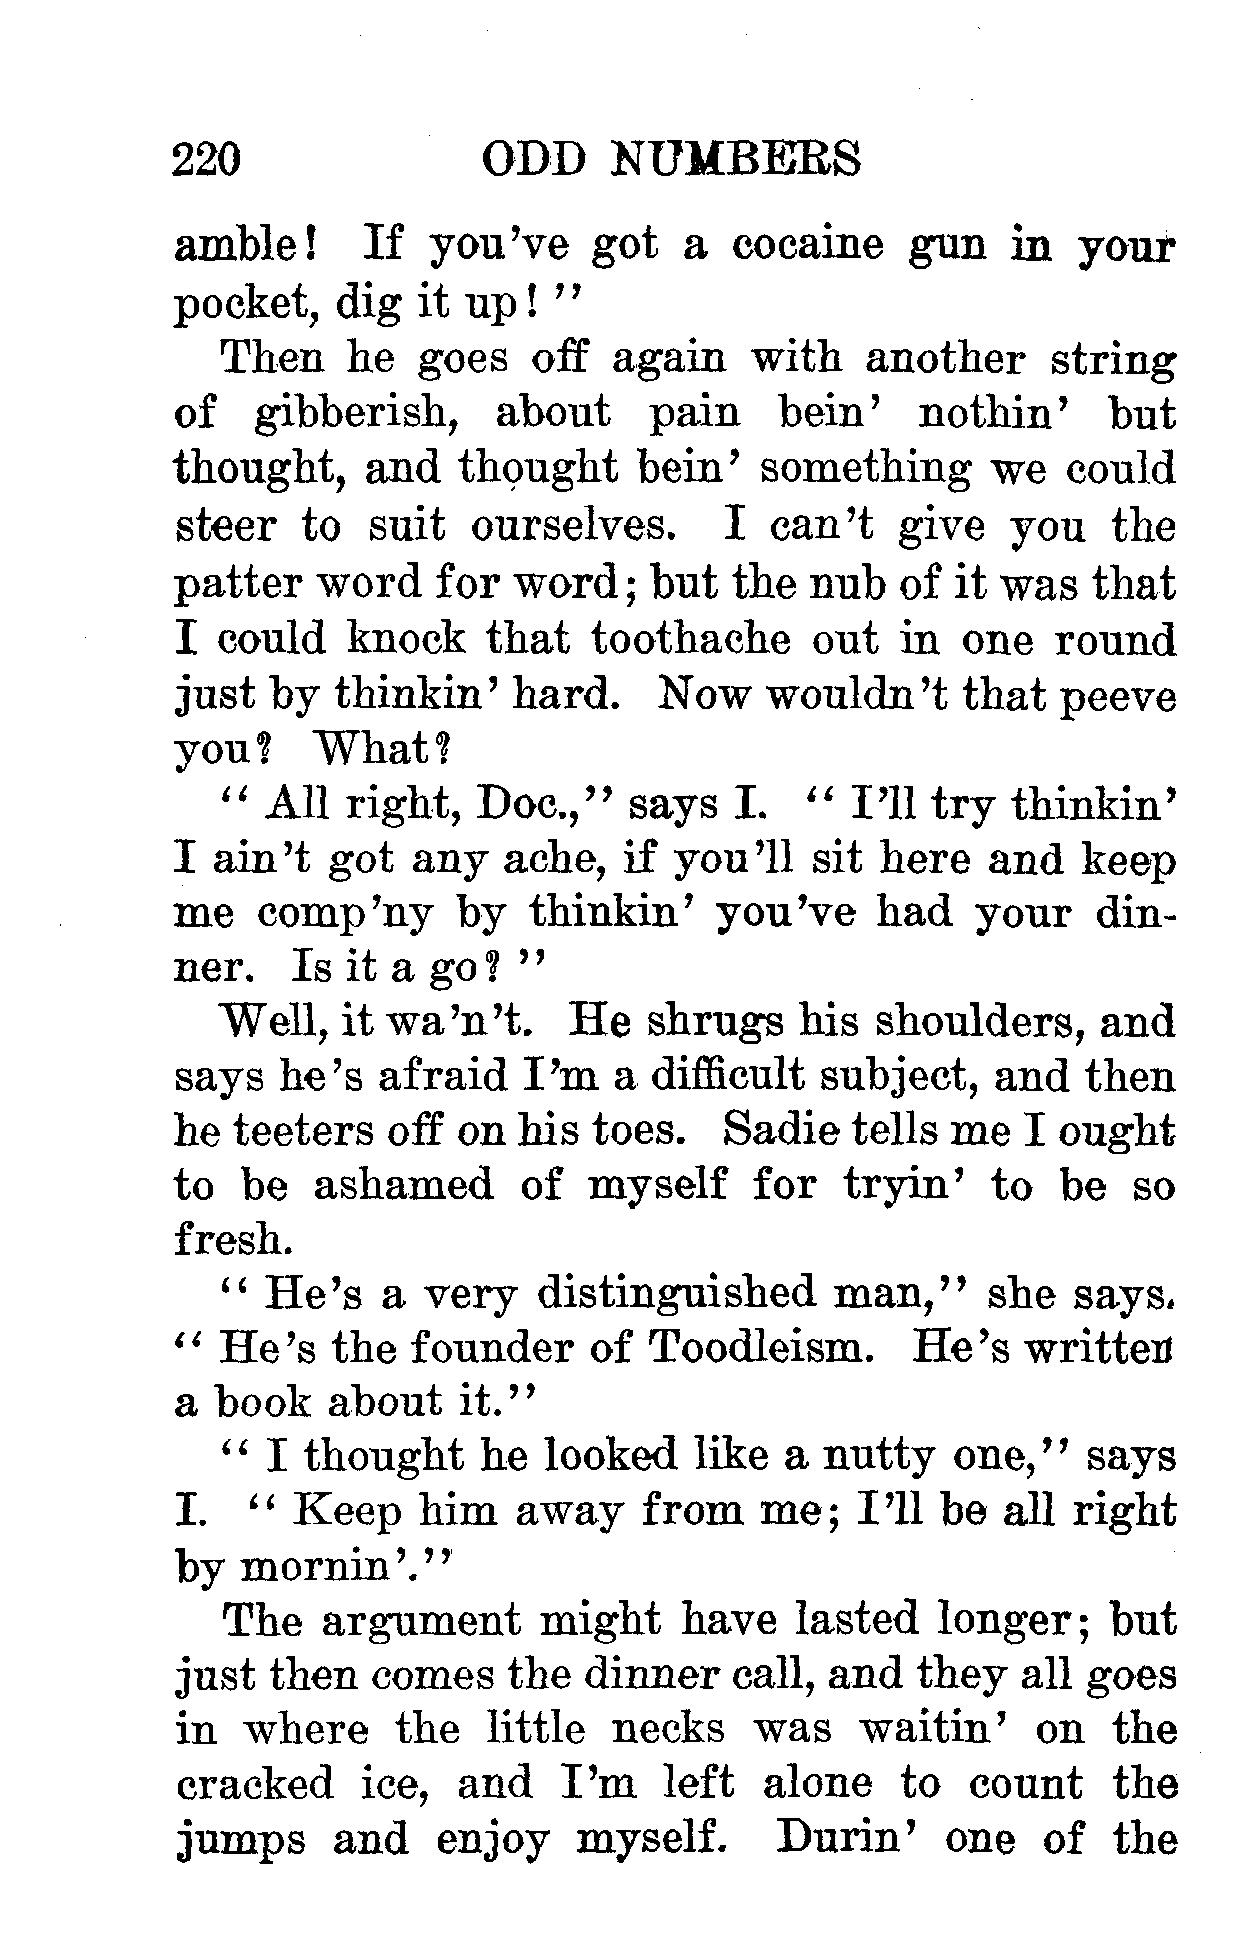 220 ODD NUMBERS
amble! If you've got a cocaine gun in your
pocket, dig it up!"
Then he goes off again with another string
of gibberish, about pain bein' nothin' but
thought, and thought bein' something we could
steer to suit ourselves. I can't give you the
patter word for word; but the nub of it was that
I could knock that toothache out in one round
just by thinkin' hard. Now wouldn't that peeve
you? What?
"All right, Doc.," says I. "I'll try thinkin'
I ain't got any ache, if you'll sit here and keep
me comp'ny by thinkin' you've had your din-
ner. Is it a go?"
Well, it wa'n't. He shrugs his shoulders, and
says he's afraid I'm a difficult subject, and then
he teeters off on his toes. Sadie tells me I ought
to be ashamed of myself for tryin' to be so
fresh.
"He's a very distinguished man," she says.
"He's the founder of Toodleism. He's written
a book about it."
"I thought he looked like a nutty one," says
I. "Keep him away from me; I'll be all right
by mornin'."
The argument might have lasted longer; but
just then comes the dinner call, and they all goes
in where the little necks was waitin' on the
cracked ice, and I'm left alone to count the
jumps and enjoy myself. Durin' one of the